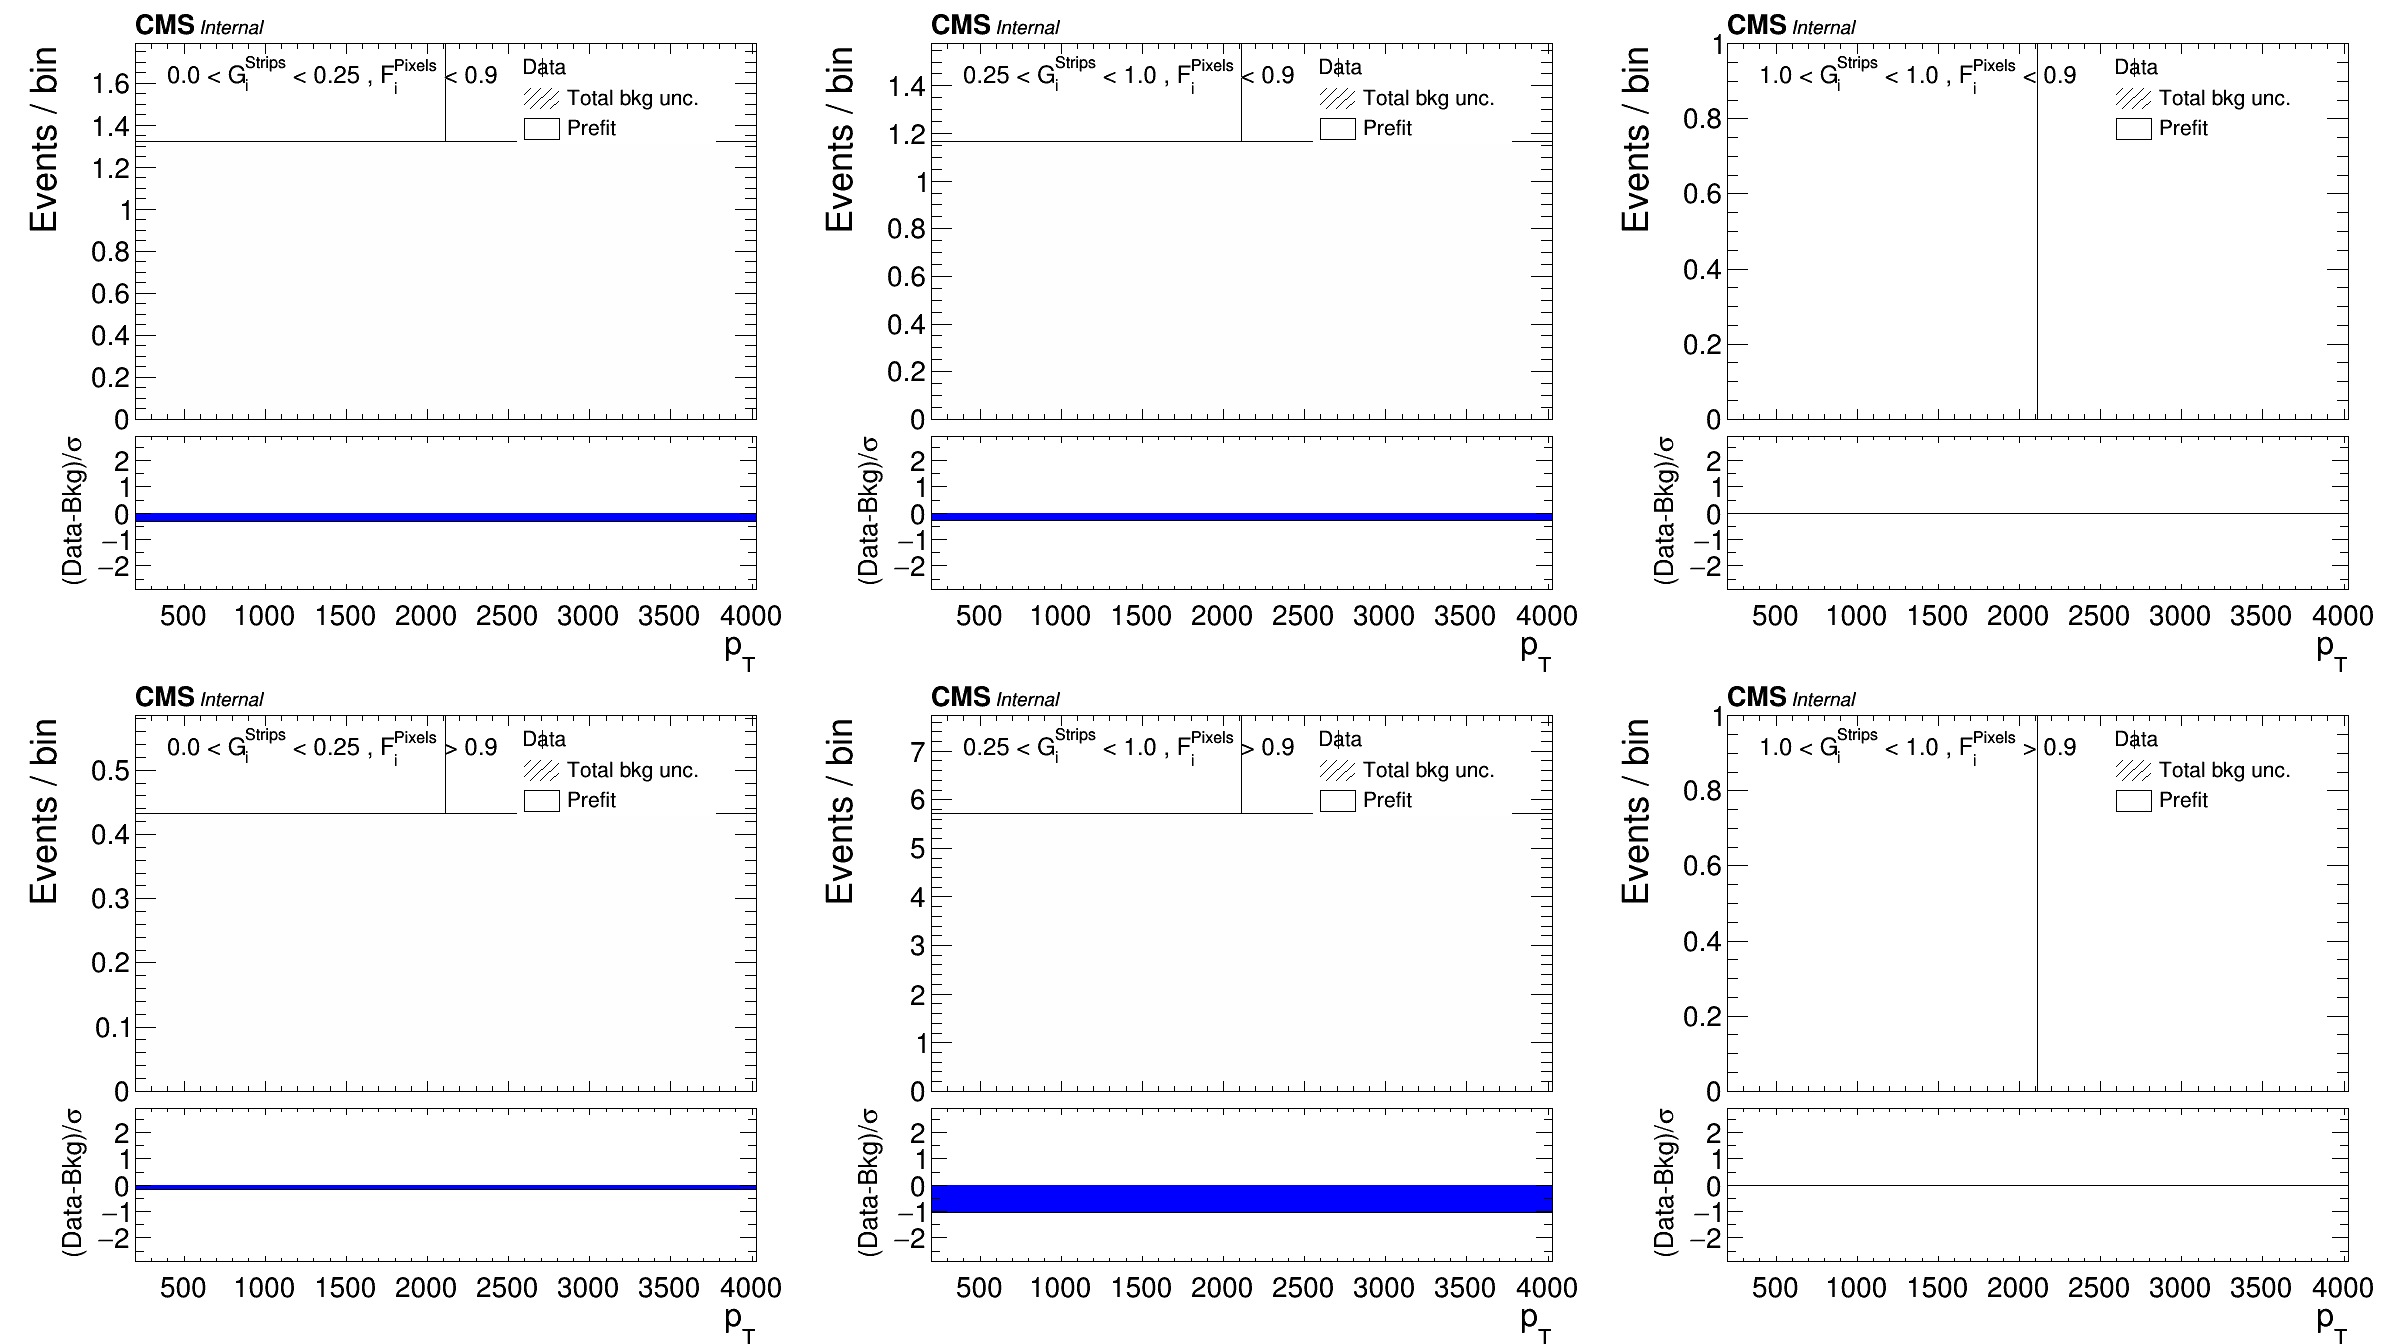 CMS Internal
Events / bin
0.0 < G_i^Strips < 0.25 , F_i^Pixels < 0.9
Data
Total bkg unc.
Prefit
1.6
1.4
1.2
1
0.8
0.6
0.4
0.2
0
(Data-Bkg)/σ
2
1
0
−1
−2
500 1000 1500 2000 2500 3000 3500 4000
p_T
CMS Internal
Events / bin
0.25 < G_i^Strips < 1.0 , F_i^Pixels < 0.9
Data
Total bkg unc.
Prefit
1.4
1.2
1
0.8
0.6
0.4
0.2
0
(Data-Bkg)/σ
2
1
0
−1
−2
500 1000 1500 2000 2500 3000 3500 4000
p_T
CMS Internal
Events / bin
1.0 < G_i^Strips < 1.0 , F_i^Pixels < 0.9
Data
Total bkg unc.
Prefit
1
0.8
0.6
0.4
0.2
0
(Data-Bkg)/σ
2
1
0
−1
−2
500 1000 1500 2000 2500 3000 3500 4000
p_T
CMS Internal
Events / bin
0.0 < G_i^Strips < 0.25 , F_i^Pixels > 0.9
Data
Total bkg unc.
Prefit
0.5
0.4
0.3
0.2
0.1
0
(Data-Bkg)/σ
2
1
0
−1
−2
500 1000 1500 2000 2500 3000 3500 4000
p_T
CMS Internal
Events / bin
0.25 < G_i^Strips < 1.0 , F_i^Pixels > 0.9
Data
Total bkg unc.
Prefit
7
6
5
4
3
2
1
0
(Data-Bkg)/σ
2
1
0
−1
−2
500 1000 1500 2000 2500 3000 3500 4000
p_T
CMS Internal
Events / bin
1.0 < G_i^Strips < 1.0 , F_i^Pixels > 0.9
Data
Total bkg unc.
Prefit
1
0.8
0.6
0.4
0.2
0
(Data-Bkg)/σ
2
1
0
−1
−2
500 1000 1500 2000 2500 3000 3500 4000
p_T